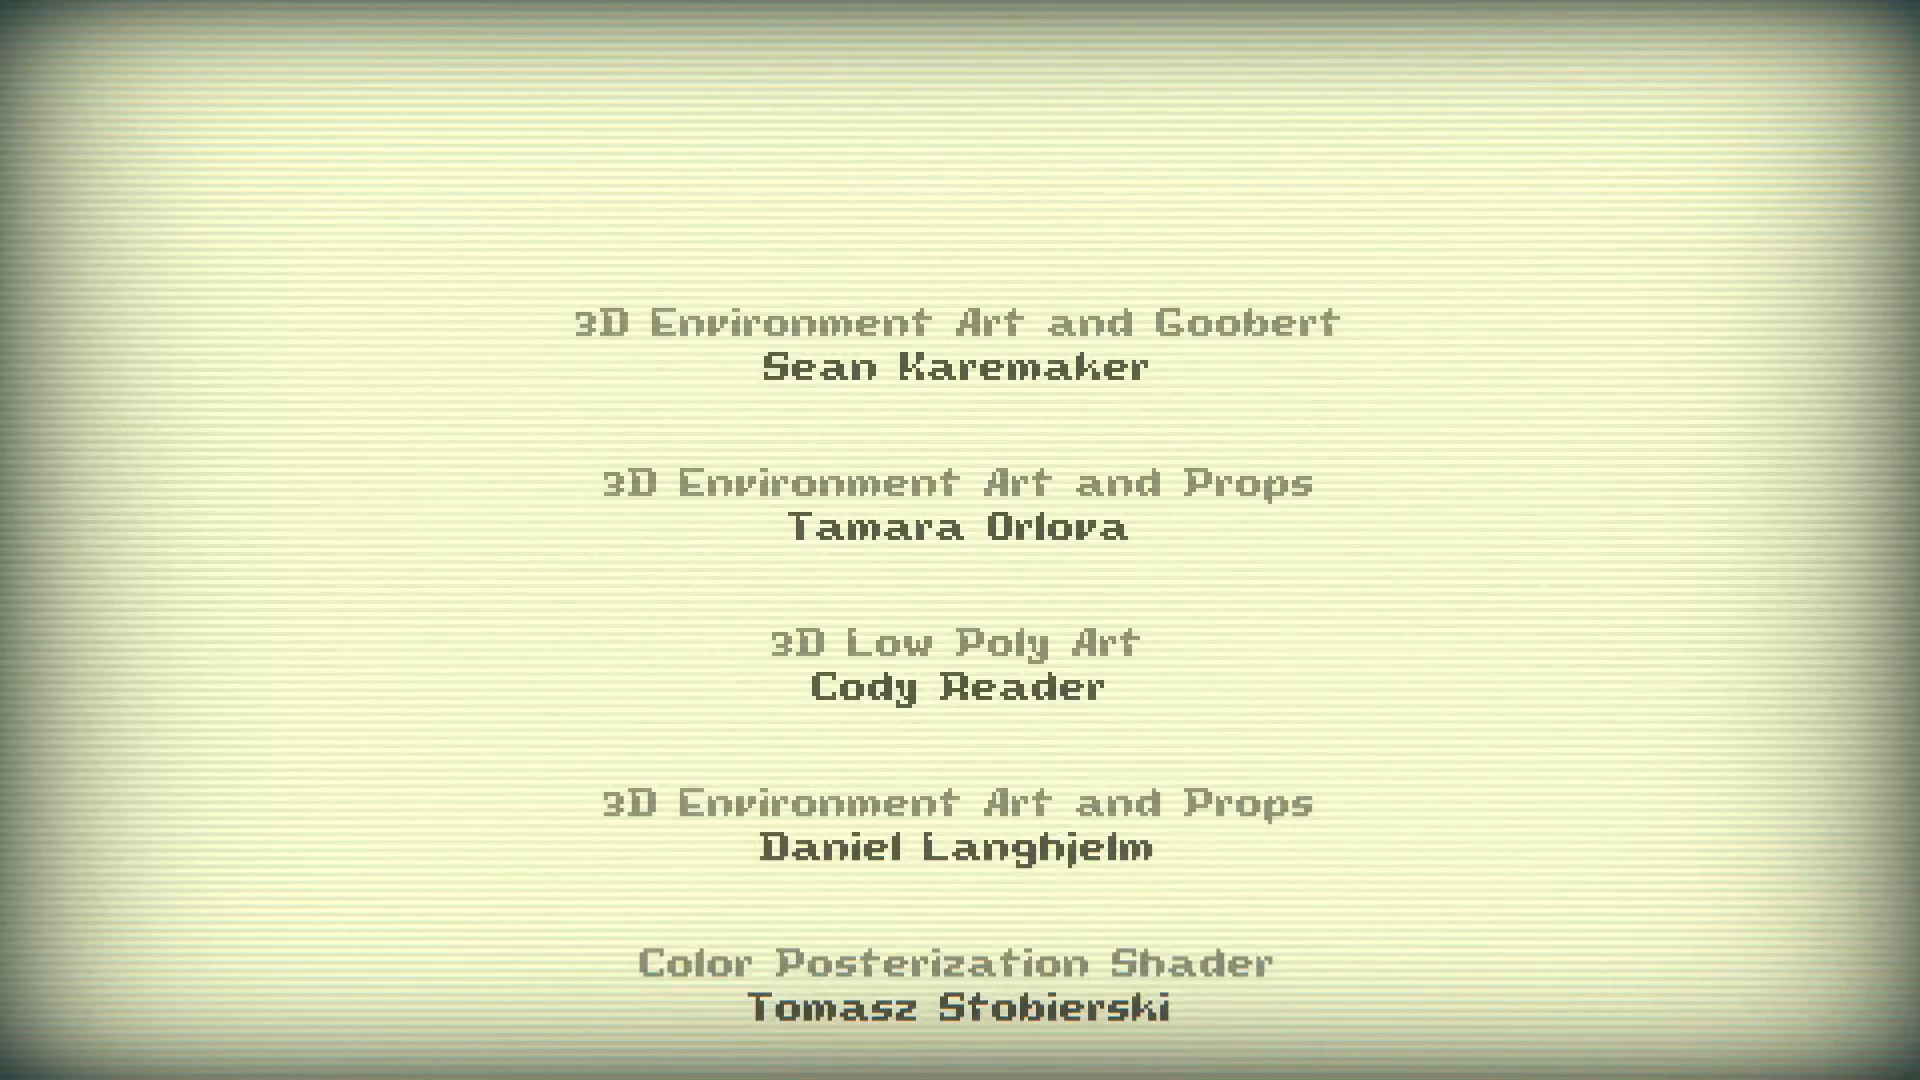 3D Environment Art and Goobert
Sean Karemaker
3D Environment Art and Props
Tamara Orlova
3D Low Poly Art
Cody Reader
3D Environment Art and Props
Daniel Langhjelm
Color Posterization Shader
Tomasz Stobierski